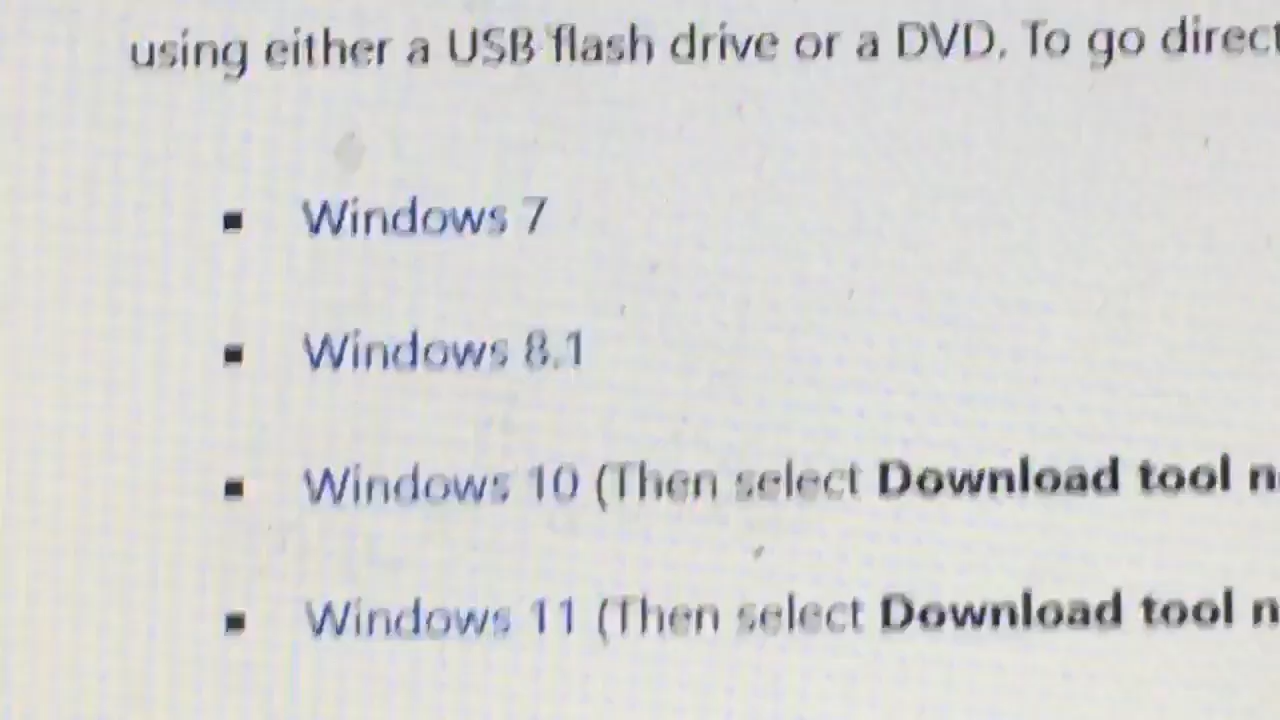 using either a USB flash drive or a DVD. To go direct
▪ Windows 7
▪ Windows 8.1
▪ Windows 10 (Then select Download tool n
▪ Windows 11 (Then select Download tool n